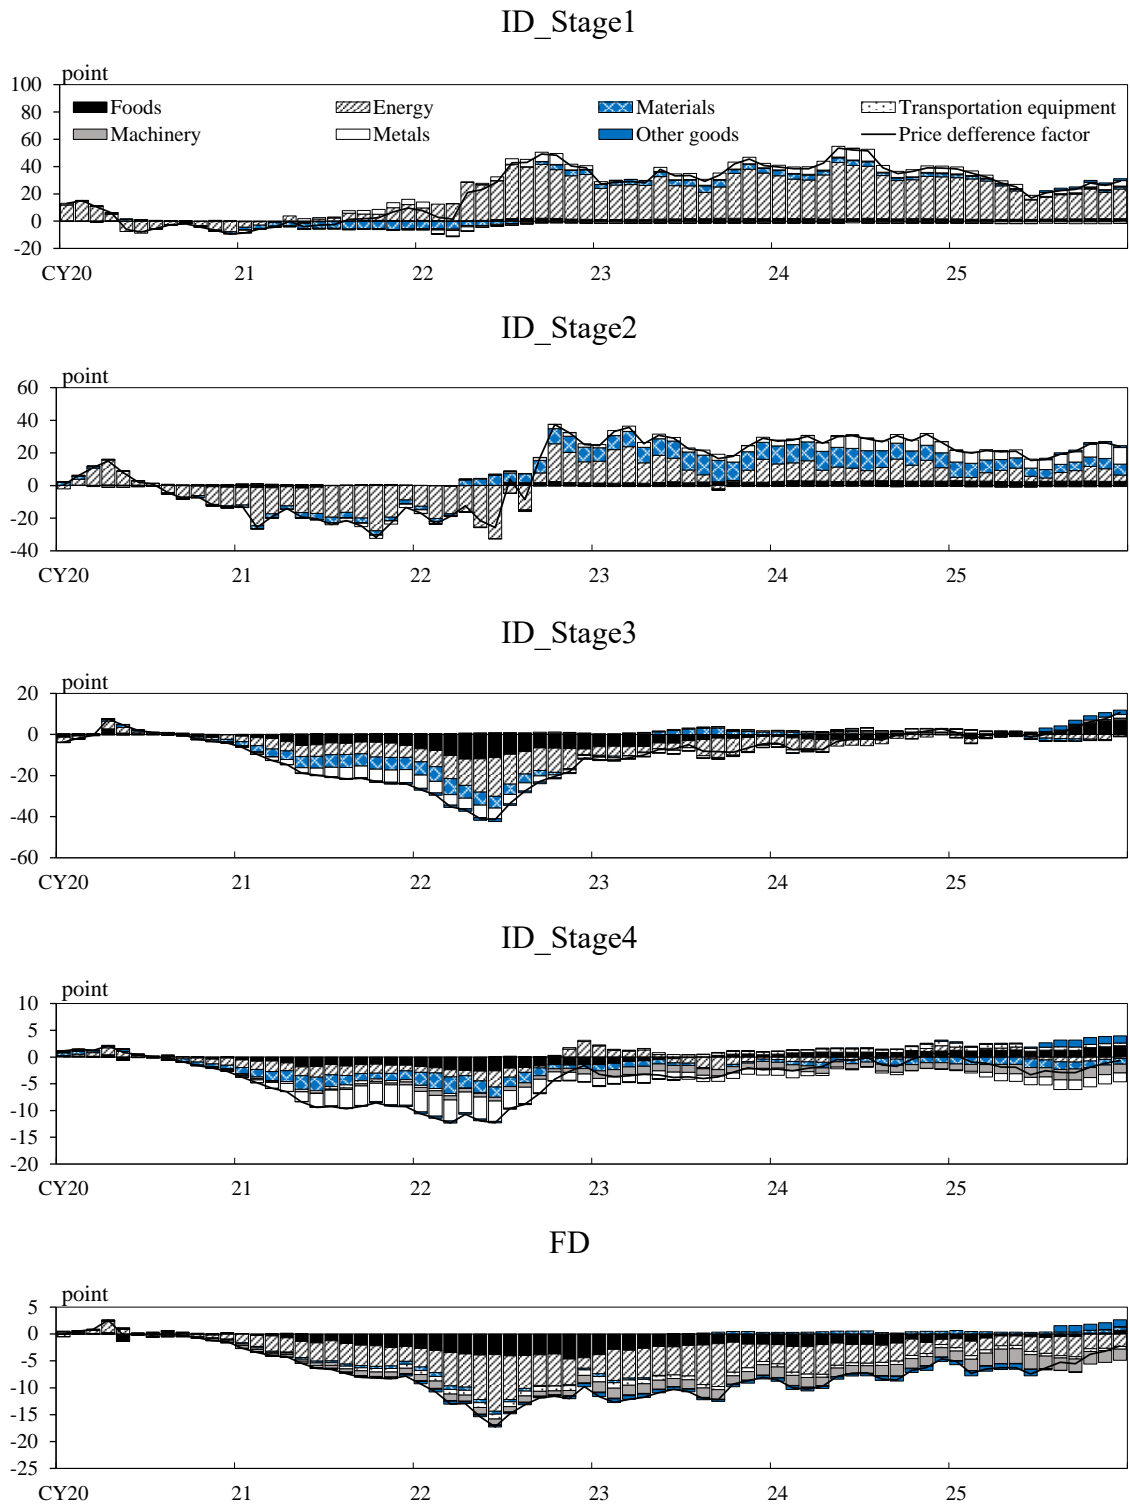 ID_Stage1
point
100
Foods Energy Materials Transportation equipment
80
Machinery Metals Other goods Price defference factor
60
40
20
0
-20
CY20 21 22 23 24 25
ID_Stage2
point
60
40
20
0
-20
-40
CY20 21 22 23 24 25
ID_Stage3
point
20
0
-20
-40
-60
CY20 21 22 23 24 25
ID_Stage4
point
10
5
0
-5
-10
-15
-20
CY20 21 22 23 24 25
FD
point
5
0
-5
-10
-15
-20
-25
CY20 21 22 23 24 25